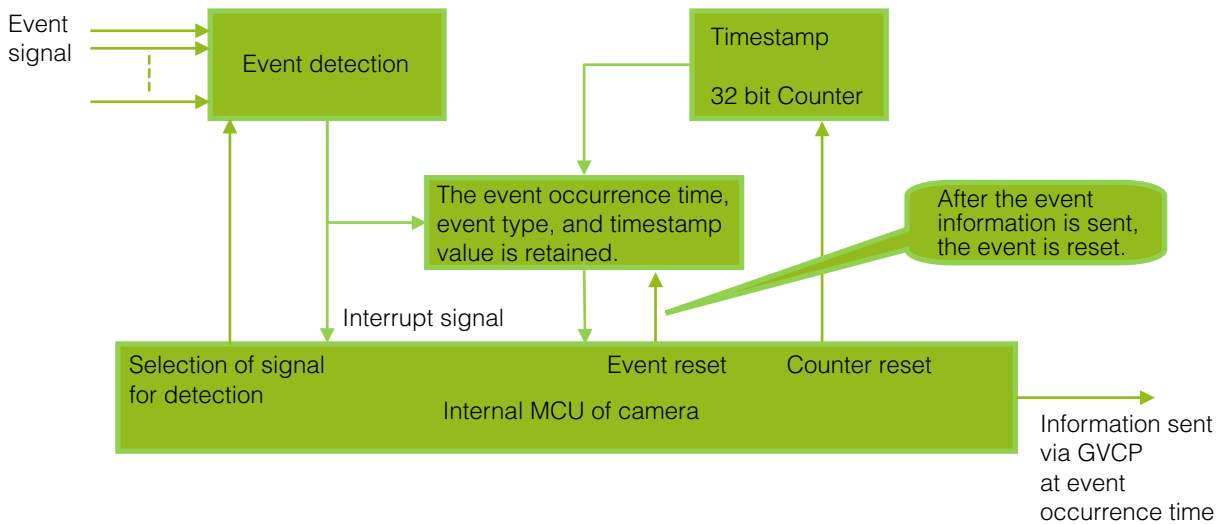 Event
signal
Event detection
Timestamp
32 bit Counter
The event occurrence time,
event type, and timestamp
value is retained.
After the event
information is sent,
the event is reset.
Interrupt signal
Selection of signal
for detection
Event reset
Counter reset
Internal MCU of camera
Information sent
via GVCP
at event
occurrence time